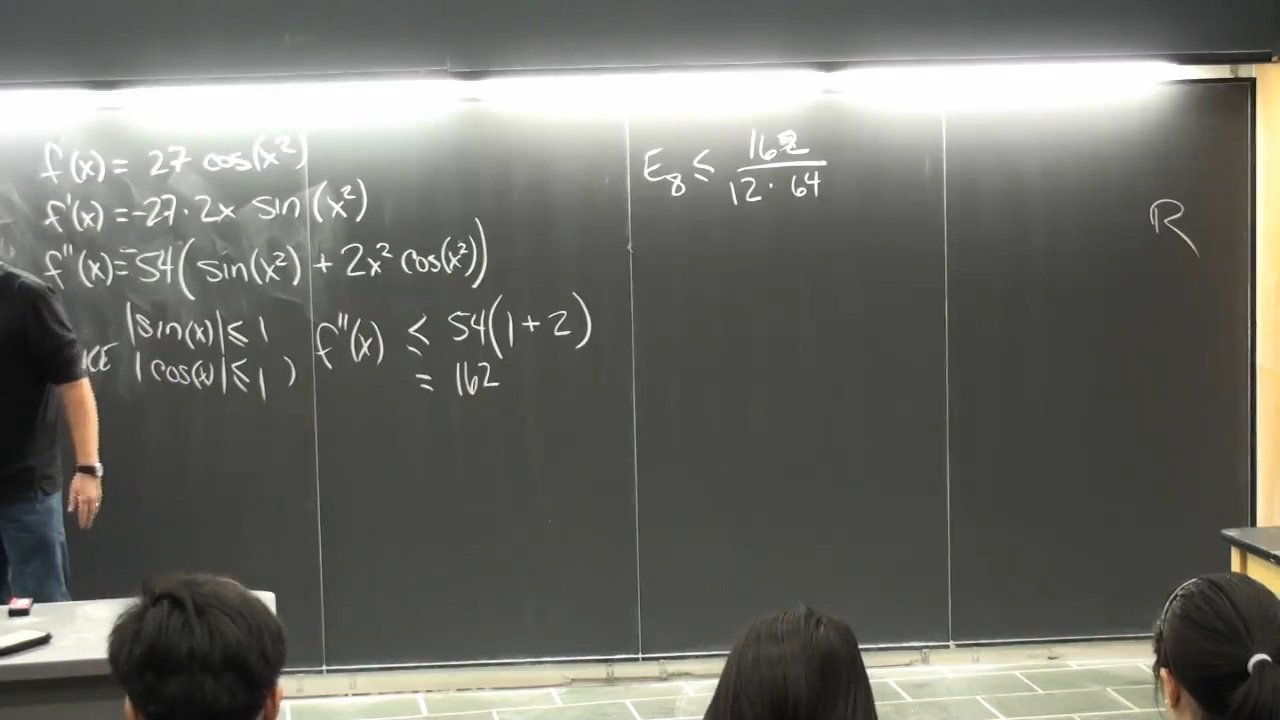 f(x) = 27 cos(x²)
f'(x) = -27·2x sin(x²)
f''(x) = -54(sin(x²) + 2x² cos(x²))
|sin(x)| ≤ 1
|cos(x)| ≤ 1 )
f''(x) ≤ 54(1 + 2)
= 162
E₈ ≤ 162 / 12 · 64
R